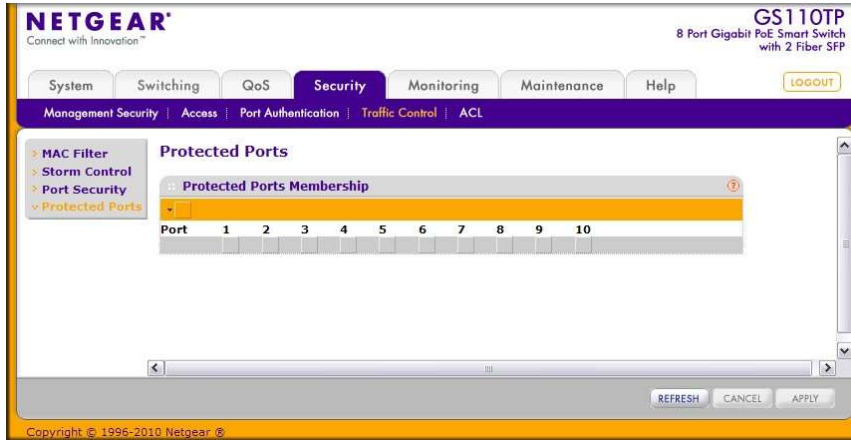 NETGEAR®
Connect with Innovation™
GS110TP
8 Port Gigabit PoE Smart Switch
with 2 Fiber SFP
System Switching QoS Security Monitoring Maintenance Help LOGOUT
Management Security | Access | Port Authentication | Traffic Control | ACL
MAC Filter
Storm Control
Port Security
Protected Ports
Protected Ports
Protected Ports Membership ?
Port 1 2 3 4 5 6 7 8 9 10
REFRESH CANCEL APPLY
Copyright © 1996-2010 Netgear ®